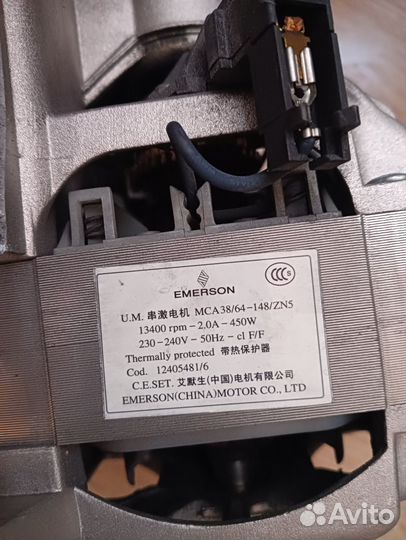 EMERSON
CCC S
U.M. 串激电机 MCA38/64-148/ZN5
13400 rpm-2.0A-450W
230-240V-50Hz-cl F/F
Thermally protected 带热保护器
Cod. 12405481/6
C.E.SET. 艾默生(中国)电机有限公司
EMERSON(CHINA)MOTOR CO., LTD
Avito